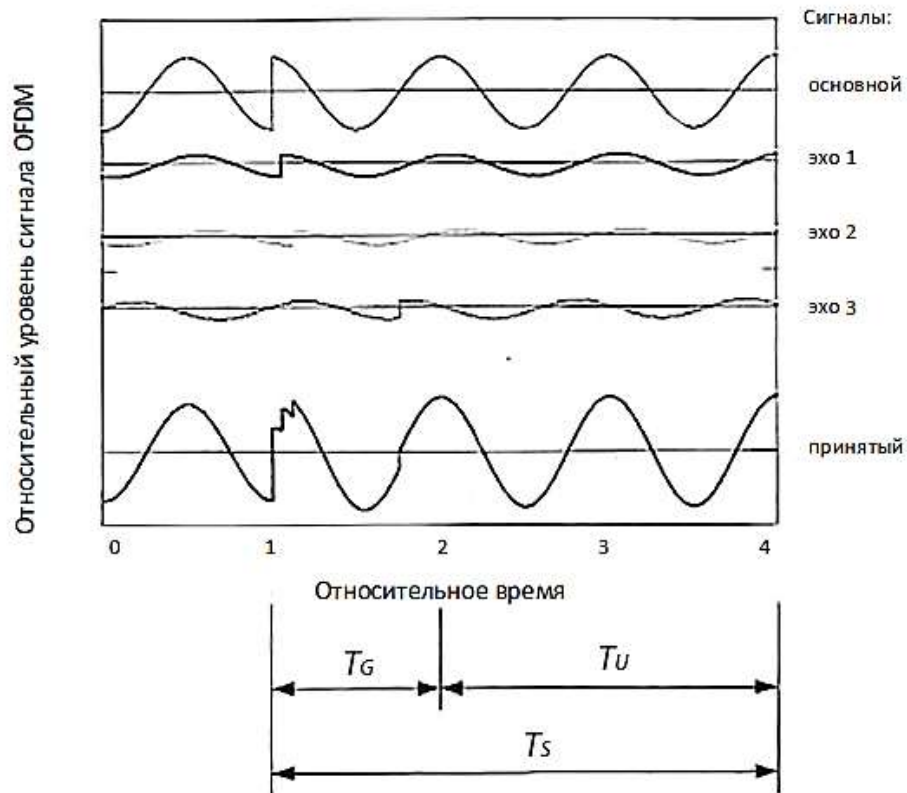 Сигналы:
основной
эхо 1
эхо 2
эхо 3
принятый
Относительный уровень сигнала OFDM
0 1 2 3 4
Относительное время
TG TU
TS